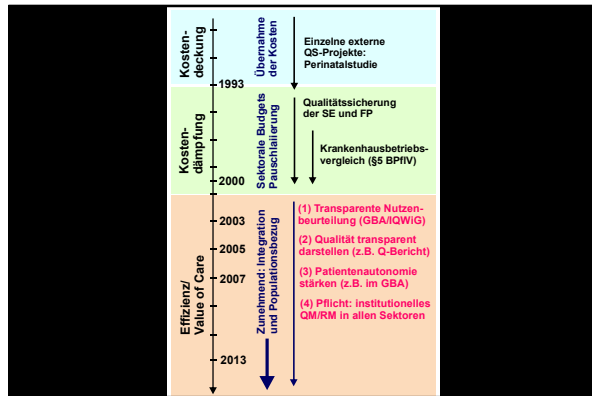 Kosten-
deckung
Übernahme
der Kosten
Einzelne externe
QS-Projekte:
Perinatalstudie
1993
Kosten-
dämpfung
Sektorale Budgets
Pauschlaiierung
Qualitätssicherung
der SE und FP
Krankenhausbetriebs-
vergleich (§5 BPflV)
2000
Effizienz/
Value of Care
2003
2005
2007
2013
Zunehmend: Integration
und Populationsbezug
(1) Transparente Nutzen-
beurteilung (GBA/IQWiG)
(2) Qualität transparent
darstellen (z.B. Q-Bericht)
(3) Patientenautonomie
stärken (z.B. im GBA)
(4) Pflicht: institutionelles
QM/RM in allen Sektoren